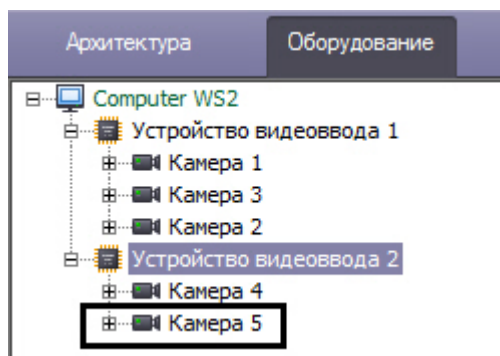 Архитектура Оборудование
Computer WS2
Устройство видеоввода 1
Камера 1
Камера 3
Камера 2
Устройство видеоввода 2
Камера 4
Камера 5